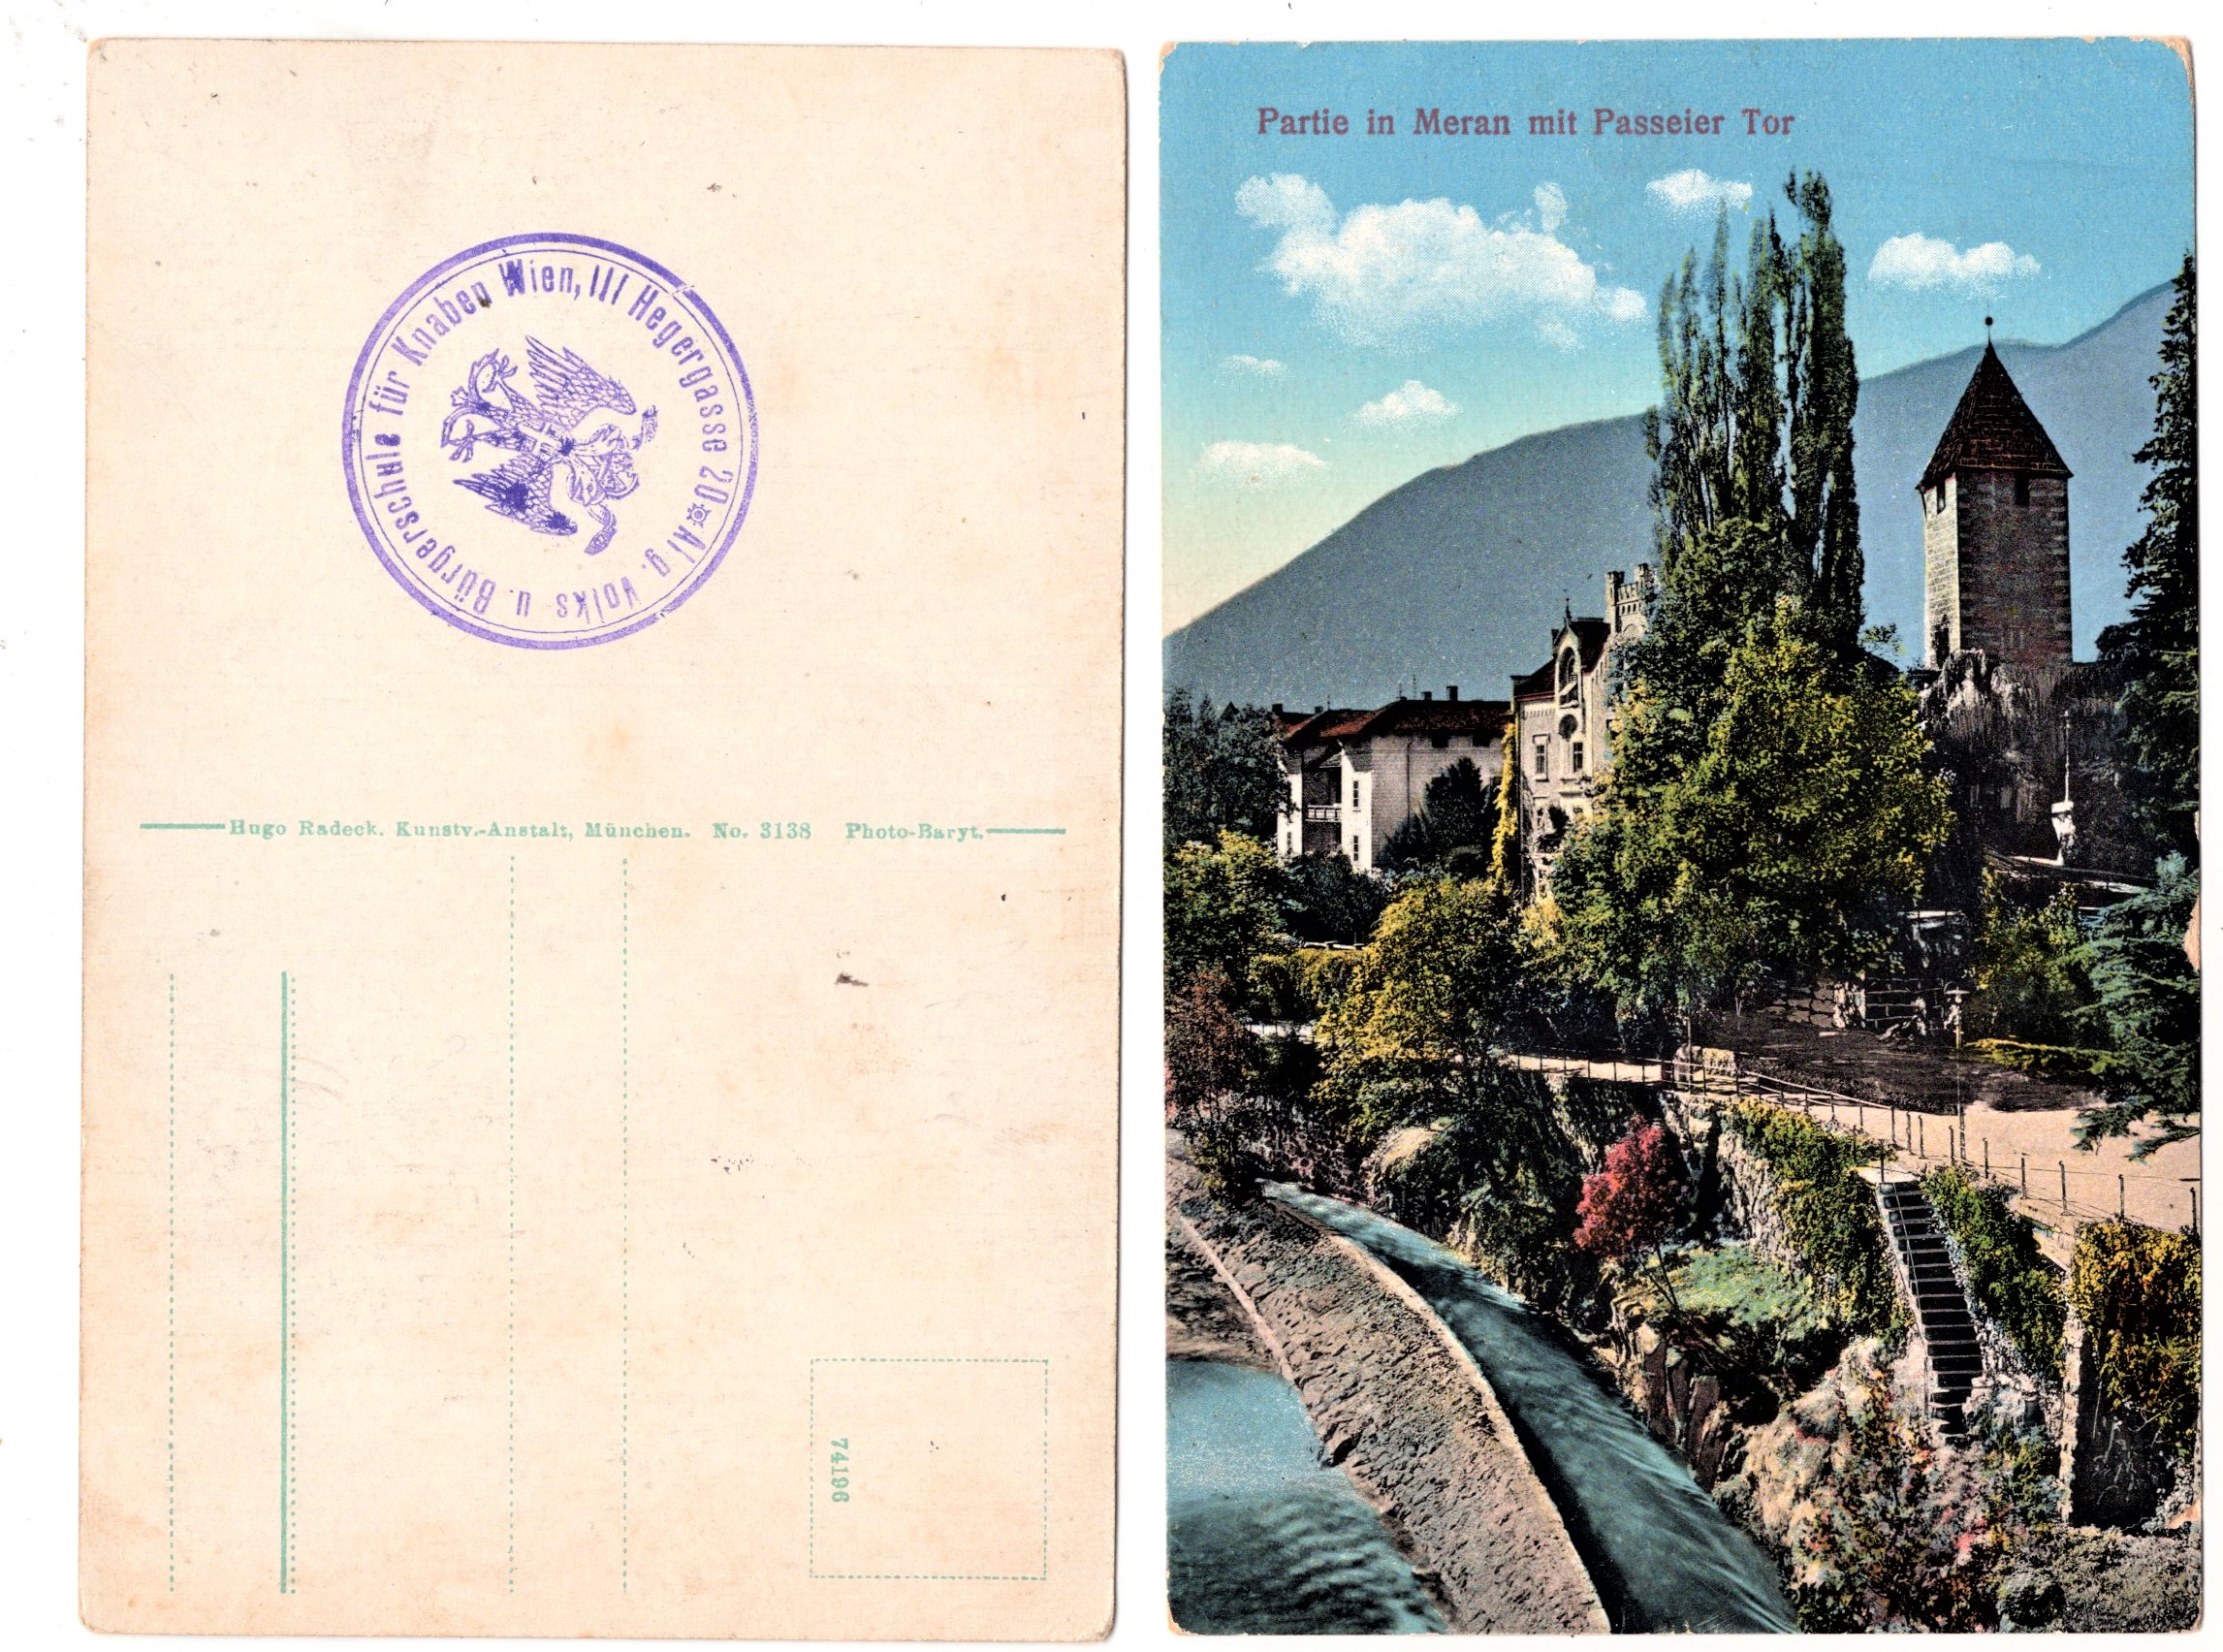 Alg. Volks u. Bürgerschule für Knaben Wien, III Hegergasse 20
Hugo Radeck. Kunstv.-Anstalt, München. No. 3138 Photo-Baryt.
74196
Partie in Meran mit Passeier Tor